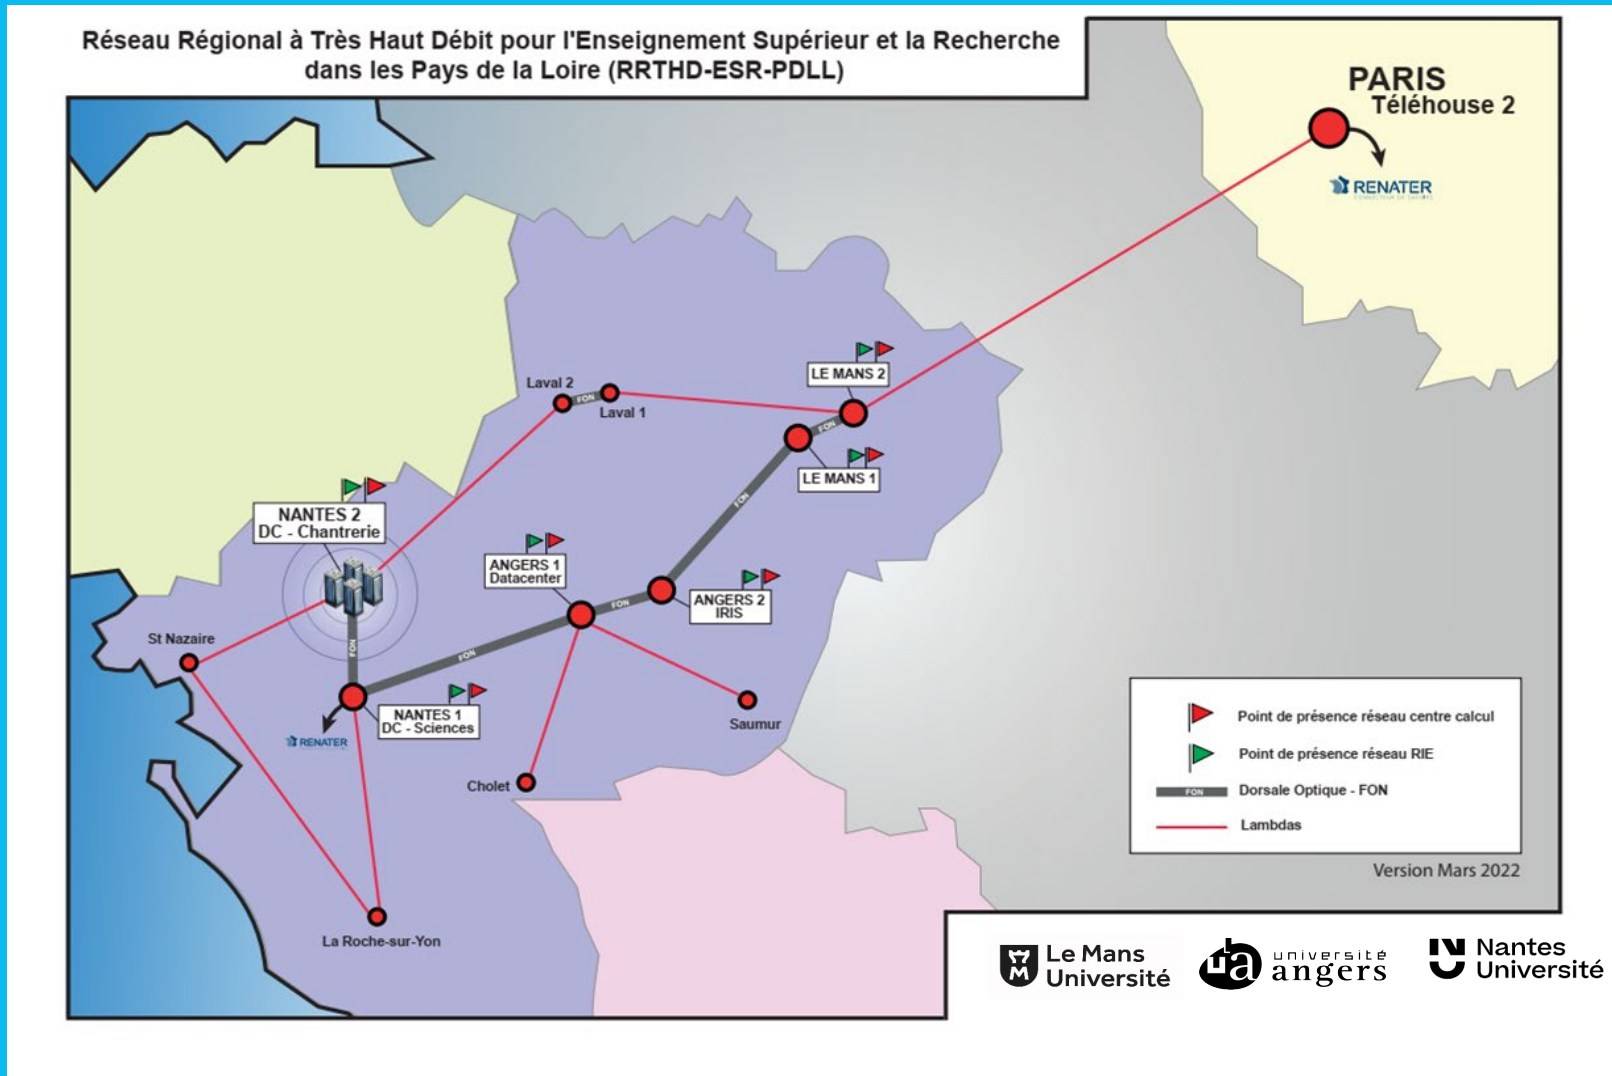 Réseau Régional à Très Haut Débit pour l'Enseignement Supérieur et la Recherche
dans les Pays de la Loire (RRTHD-ESR-PDLL)
PARIS
Téléhouse 2
RENATER
LE MANS 2
Laval 2
FON
Laval 1
FON
LE MANS 1
FON
NANTES 2
DC - Chantrerie
ANGERS 1
Datacenter
FON
ANGERS 2
IRIS
St Nazaire
FON
FON
NANTES 1
DC - Sciences
RENATER
Saumur
Cholet
La Roche-sur-Yon
Point de présence réseau centre calcul
Point de présence réseau RIE
FON
Dorsale Optique - FON
Lambdas
Version Mars 2022
Le Mans
Université
université
angers
Nantes
Université